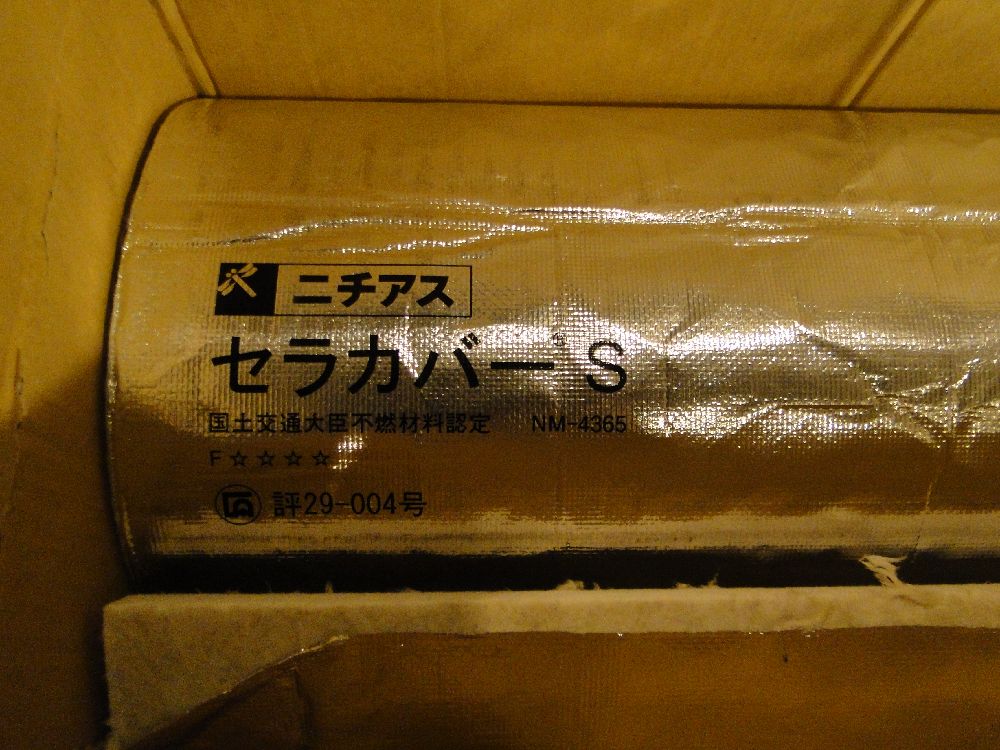 ニチアス
セラカバー S
国土交通大臣不燃材料認定 NM-4365
F☆☆☆☆
評29-004号